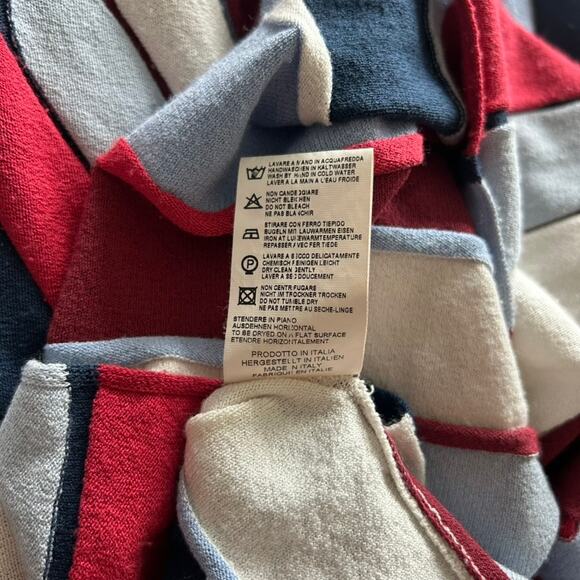 LAVARE A MANO IN ACQUAFREDDA
HANDWASCHEN IN KALTWASSER
WASH BY HAND IN COLD WATER
LAVER A LA MAIN A L'EAU FROIDE
NON CANDEGGIARE
NICHT BLEICHEN
DO NOT BLEACH
NE PAS BLANCHIR
STIRARE CON FERRO TIEPIDO
BUGELN MIT LAUWARMEN EISEN
IRON AT LUKEWARMTEMPERATURE
REPASSER AVEC FER TIEDE
P
LAVARE A SECCO DELICATAMENTE
CHEMISCH REINIGEN LEICHT
DRY CLEAN GENTLY
LAVER A SEC DOUCEMENT
NON CENTRIFUGARE
NICHT IM TROCKNER TROCKEN
DO NOT TUMBLE DRY
NE PAS METTRE AU SECHE-LINGE
STENDERE IN PIANO
AUSDEHNEN HORIZONTAL
TO BE DRYED ON A FLAT SURFACE
ETENDRE HORIZONTALEMENT
PRODOTTO IN ITALIA
HERGESTELLT IN ITALIEN
MADE IN ITALY
FABRIQUE EN ITALIE